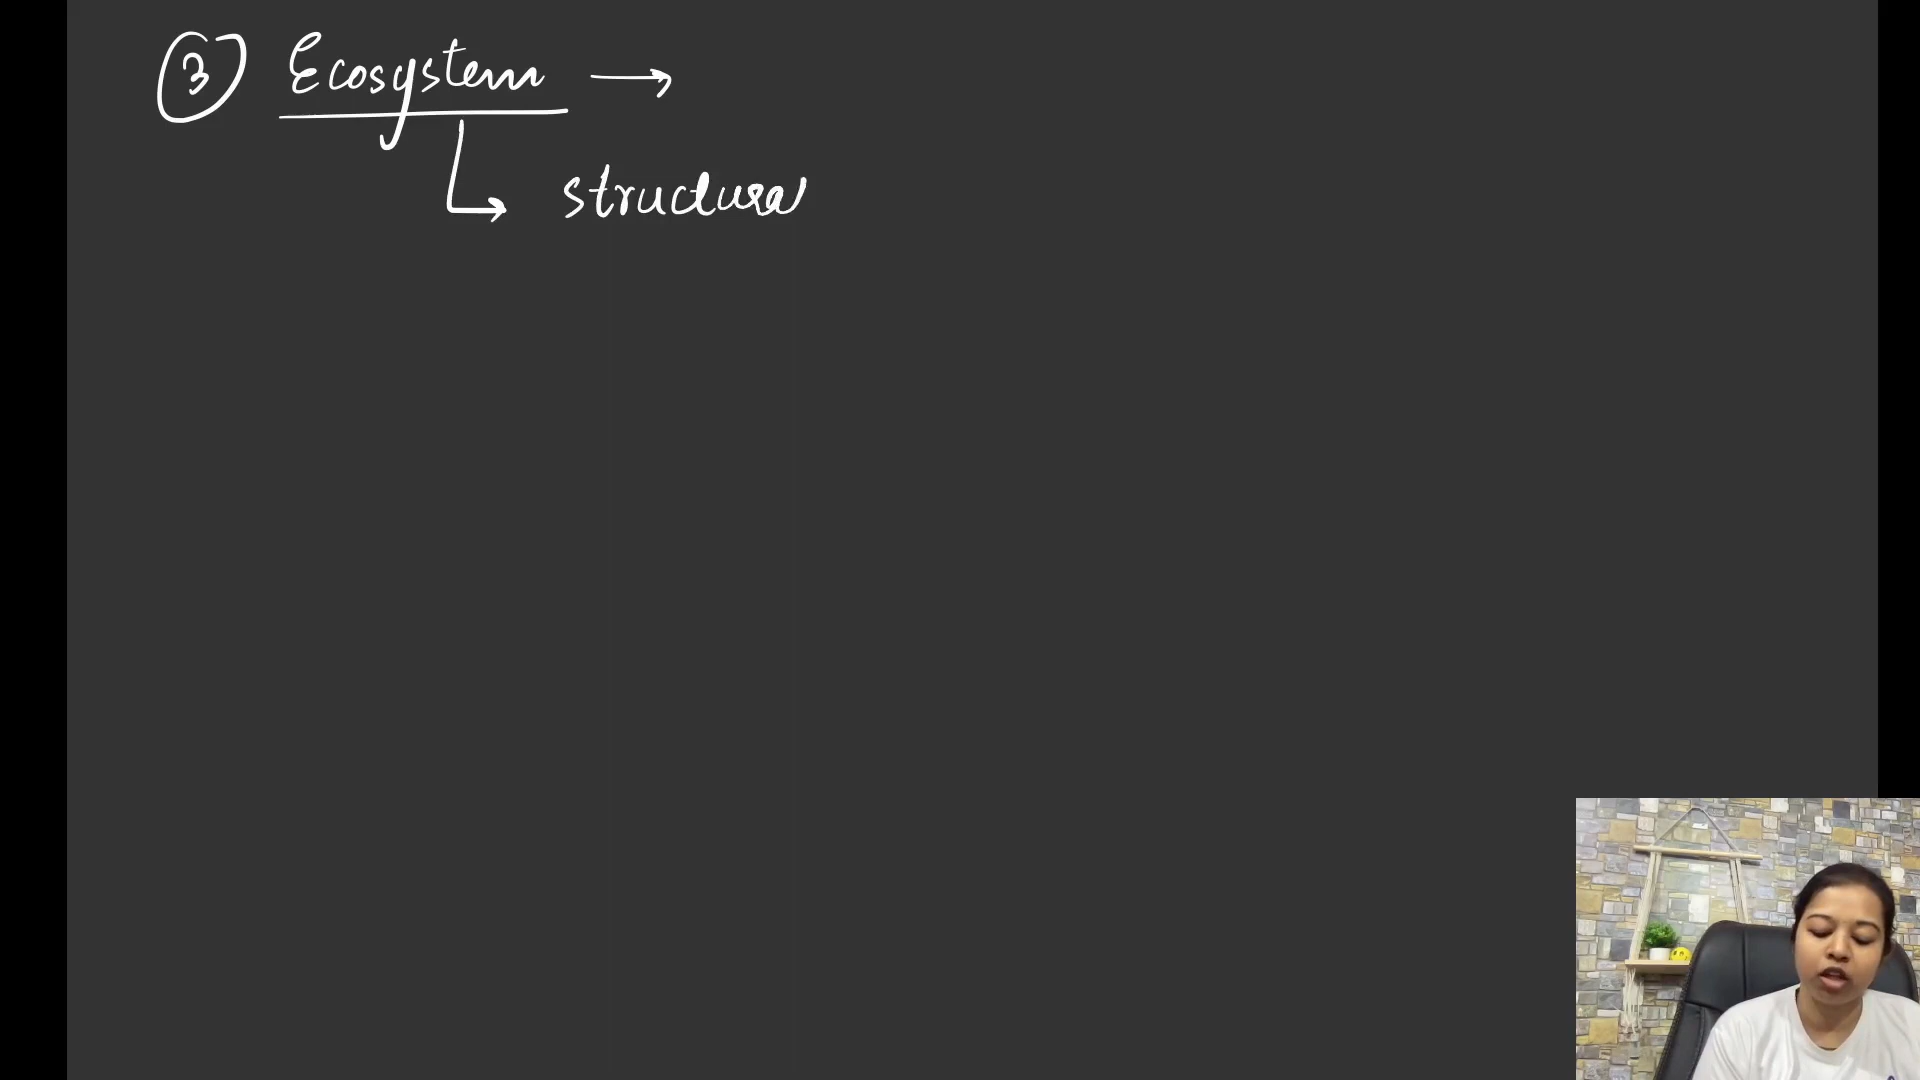 ③ Ecosystem →
↳ structura